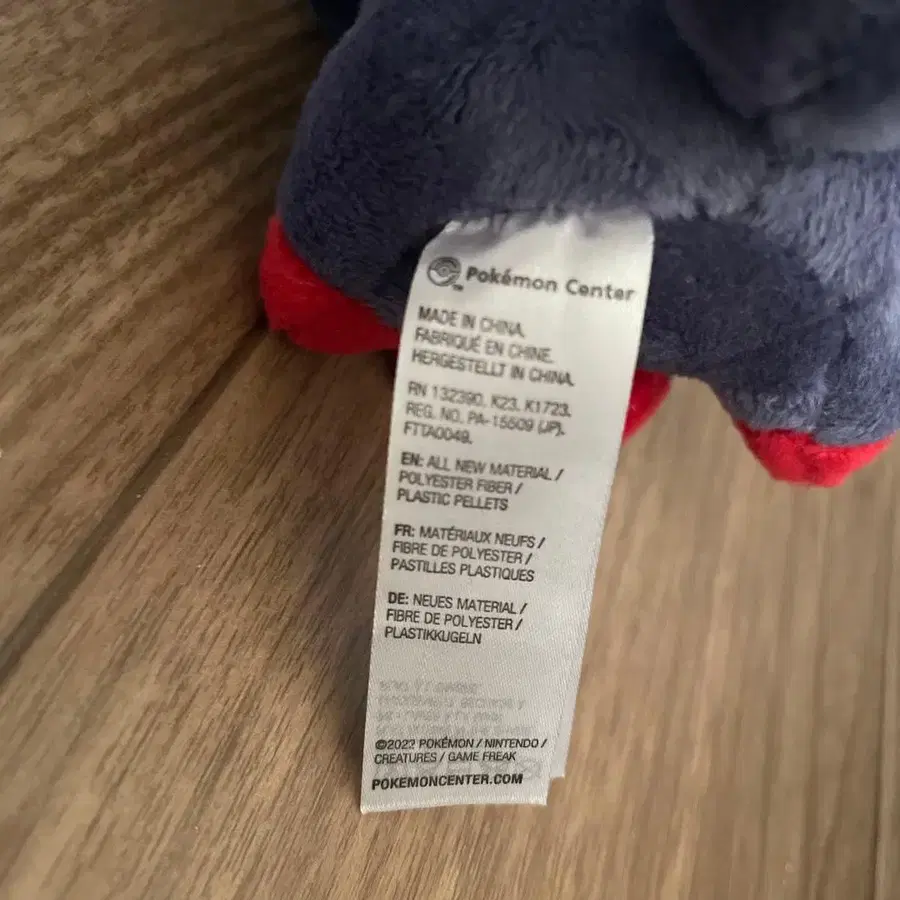 Pokémon Center
MADE IN CHINA.
FABRIQUÉ EN CHINE.
HERGESTELLT IN CHINA.
RN 132390. K23. K1723.
REG. NO. PA-15509 (JP).
FTTA0049.
EN: ALL NEW MATERIAL /
POLYESTER FIBER /
PLASTIC PELLETS
FR: MATÉRIAUX NEUFS /
FIBRE DE POLYESTER /
PASTILLES PLASTIQUES
DE: NEUES MATERIAL /
FIBRE DE POLYESTER /
PLASTIKKUGELN
©2022 POKÉMON / NINTENDO /
CREATURES / GAME FREAK
POKEMONCENTER.COM